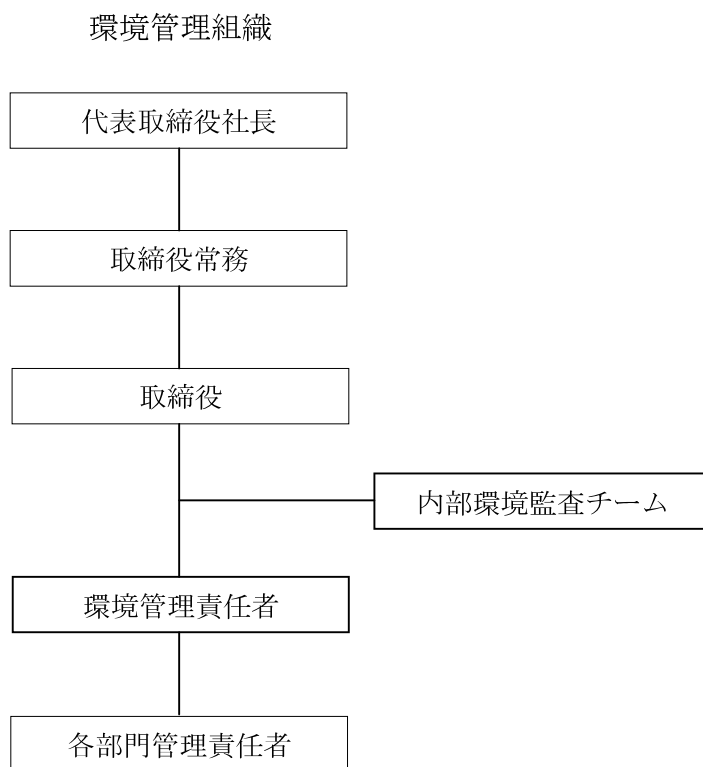 環境管理組織
代表取締役社長
取締役常務
取締役
内部環境監査チーム
環境管理責任者
各部門管理責任者